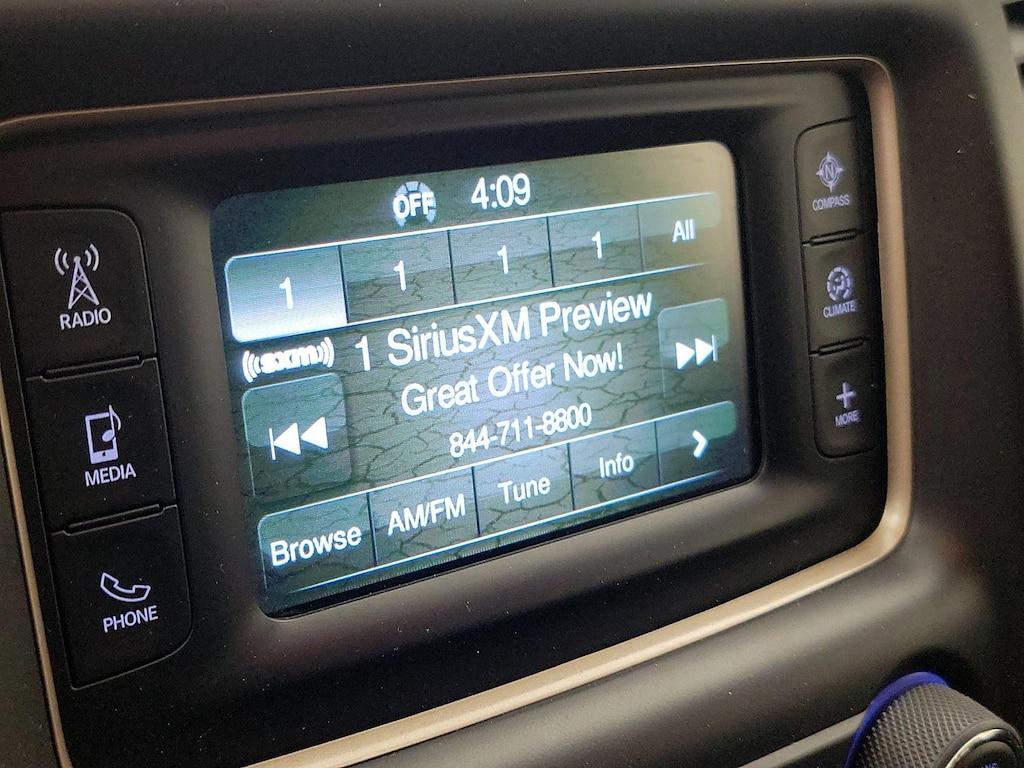 OFF 4:09
1 1 1 1 All
((sxm)) 1 SiriusXM Preview
Great Offer Now!
844-711-8800
Browse AM/FM Tune Info
RADIO
MEDIA
PHONE
N
COMPASS
CLIMATE
MORE